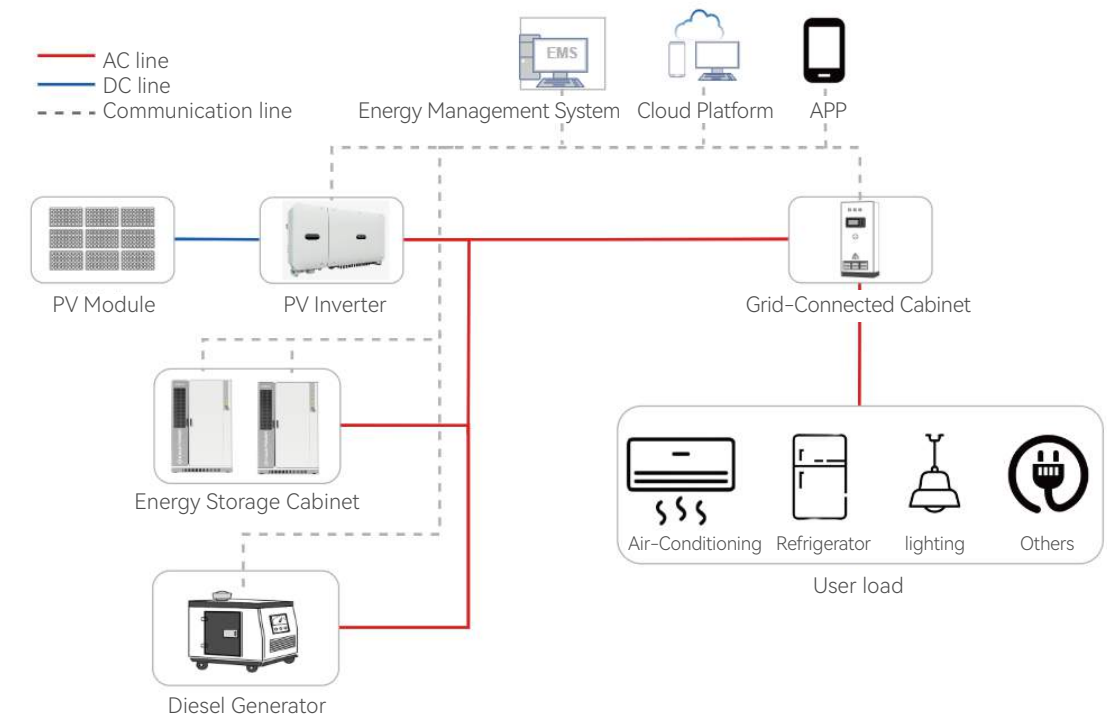 AC line
DC line
Communication line
EMS
Energy Management System
Cloud Platform
APP
PV Module
PV Inverter
Grid-Connected Cabinet
Energy Storage Cabinet
Air-Conditioning
Refrigerator
lighting
Others
User load
Diesel Generator